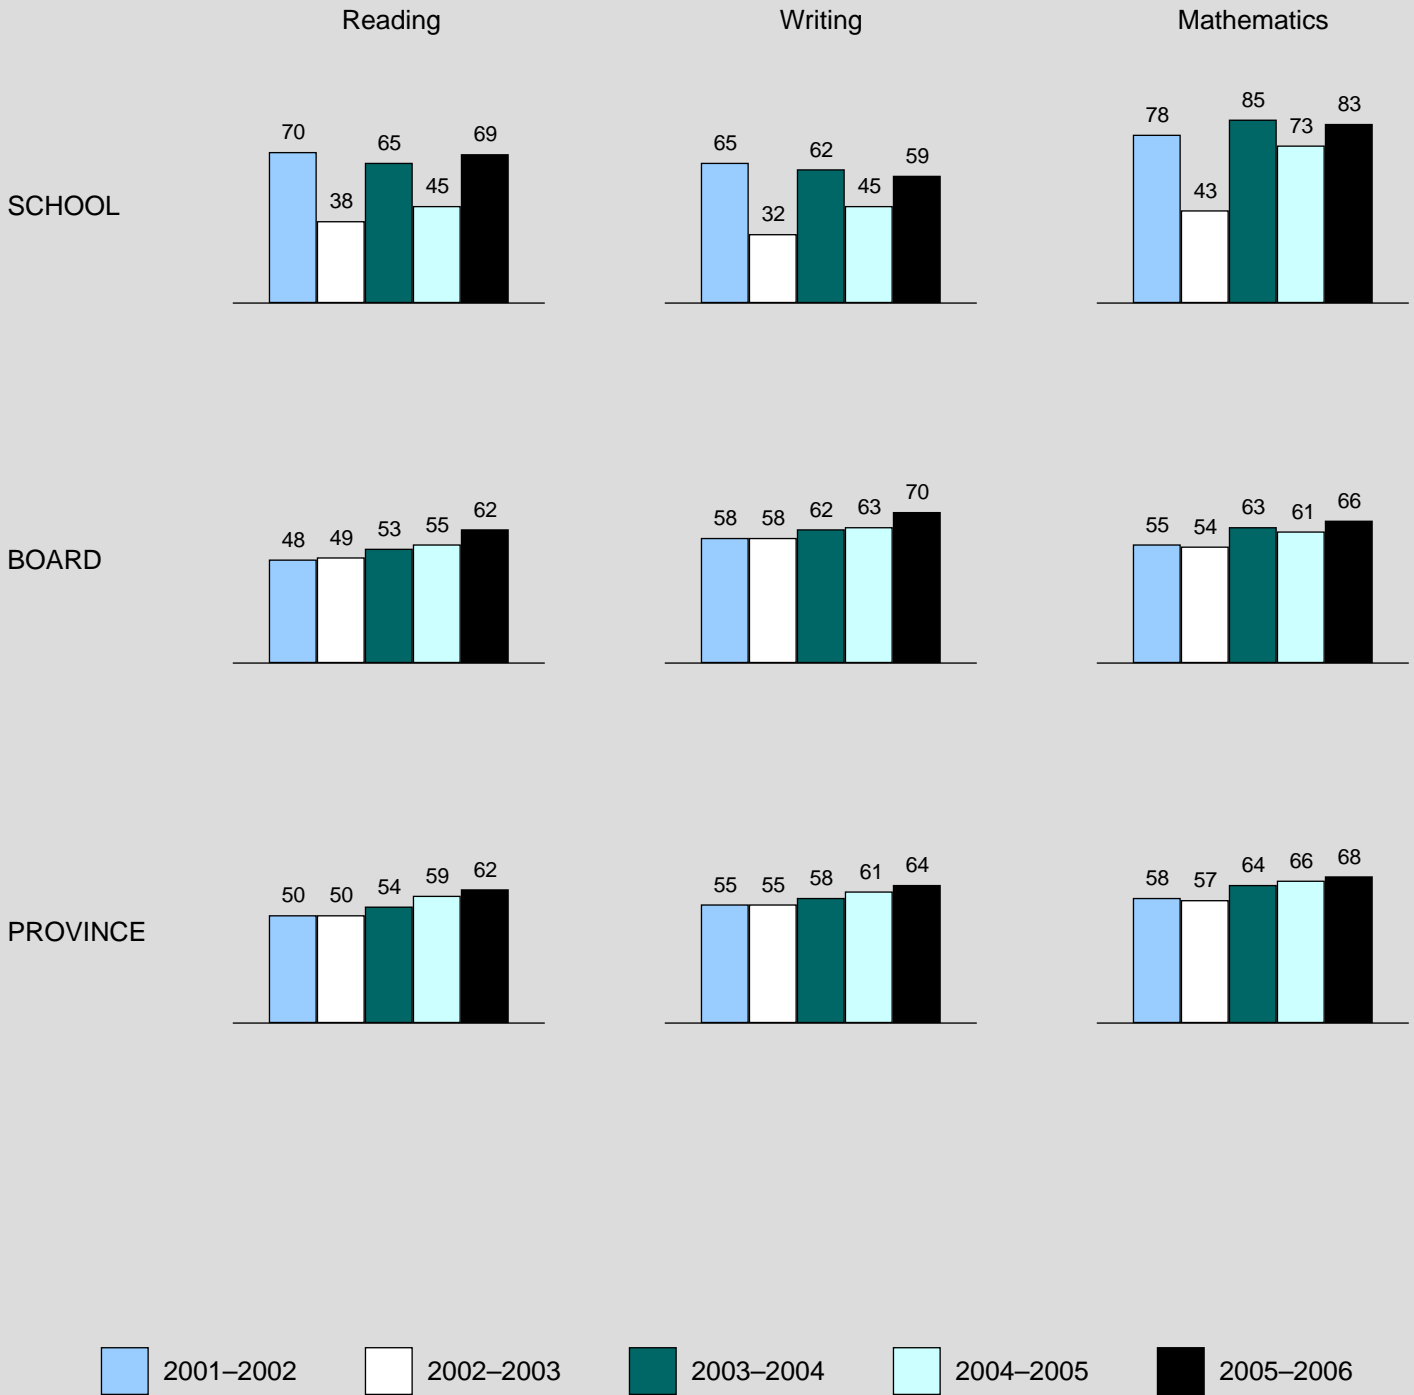 Reading Writing Mathematics
SCHOOL
70 38 65 45 69
65 32 62 45 59
78 43 85 73 83
BOARD
48 49 53 55 62
58 58 62 63 70
55 54 63 61 66
PROVINCE
50 50 54 59 62
55 55 58 61 64
58 57 64 66 68
2001–2002 2002–2003 2003–2004 2004–2005 2005–2006